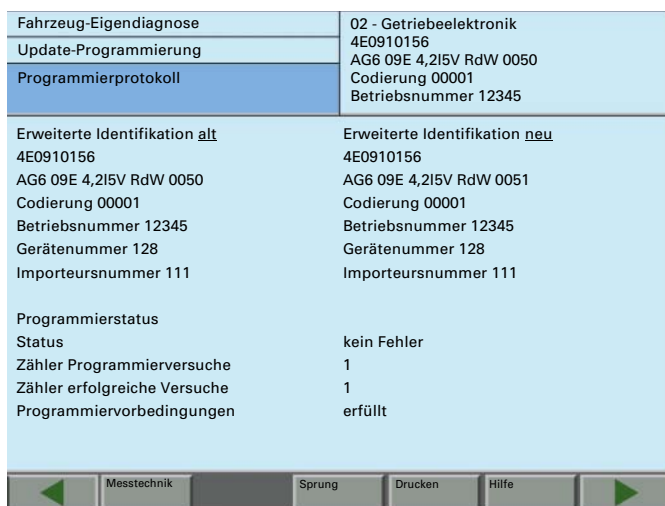 Fahrzeug-Eigendiagnose
Update-Programmierung
Programmierprotokoll
02 - Getriebeelektronik
4E0910156
AG6 09E 4,2l5V RdW 0050
Codierung 00001
Betriebsnummer 12345
Erweiterte Identifikation alt
4E0910156
AG6 09E 4,2l5V RdW 0050
Codierung 00001
Betriebsnummer 12345
Gerätenummer 128
Importeursnummer 111
Erweiterte Identifikation neu
4E0910156
AG6 09E 4,2l5V RdW 0051
Codierung 00001
Betriebsnummer 12345
Gerätenummer 128
Importeursnummer 111
Programmierstatus
Status kein Fehler
Zähler Programmierversuche 1
Zähler erfolgreiche Versuche 1
Programmiervorbedingungen erfüllt
Messtechnik Sprung Drucken Hilfe